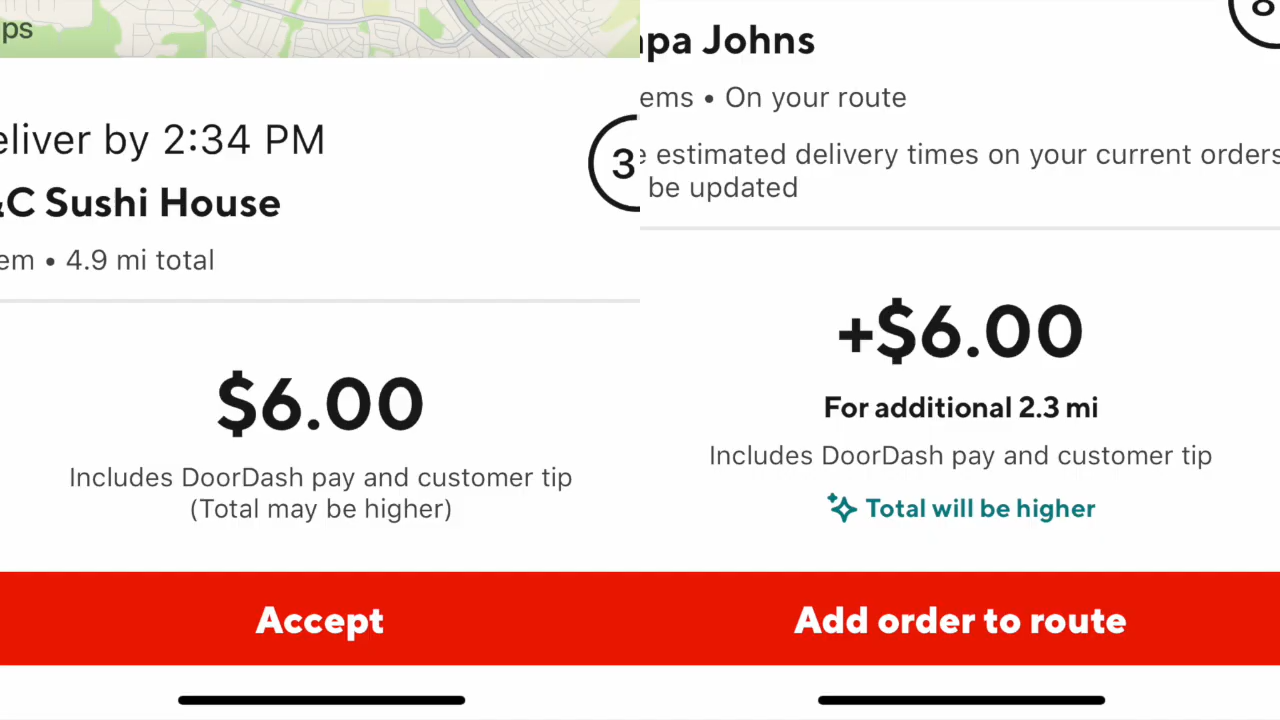 ps
eliver by 2:34 PM
&C Sushi House
em • 4.9 mi total
3
$6.00
Includes DoorDash pay and customer tip
(Total may be higher)
Accept
8
apa Johns
ems • On your route
e estimated delivery times on your current orders
be updated
+$6.00
For additional 2.3 mi
Includes DoorDash pay and customer tip
Total will be higher
Add order to route